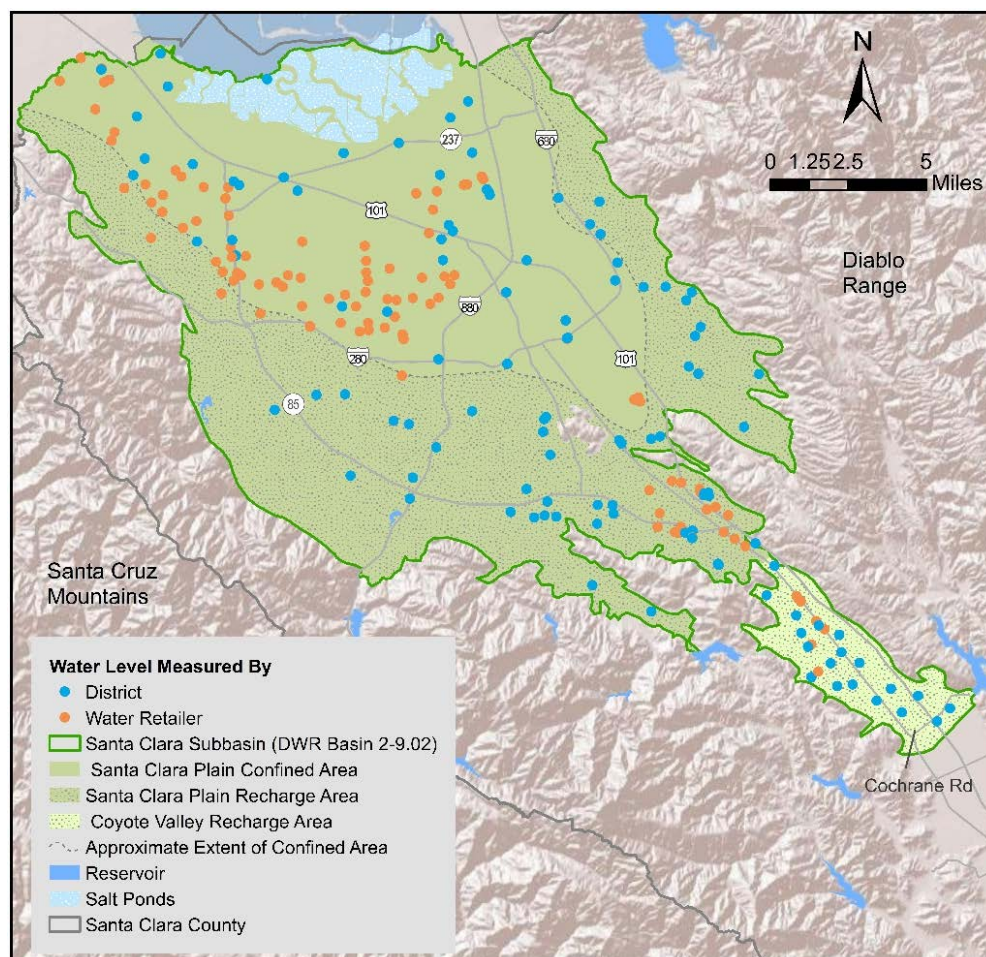 N
0 1.25 2.5 5
Miles
237
680
101
Diablo
Range
880
280
101
85
Santa Cruz
Mountains
Water Level Measured By
District
Water Retailer
Santa Clara Subbasin (DWR Basin 2-9.02)
Santa Clara Plain Confined Area
Santa Clara Plain Recharge Area
Coyote Valley Recharge Area
Approximate Extent of Confined Area
Reservoir
Salt Ponds
Santa Clara County
Cochrane Rd